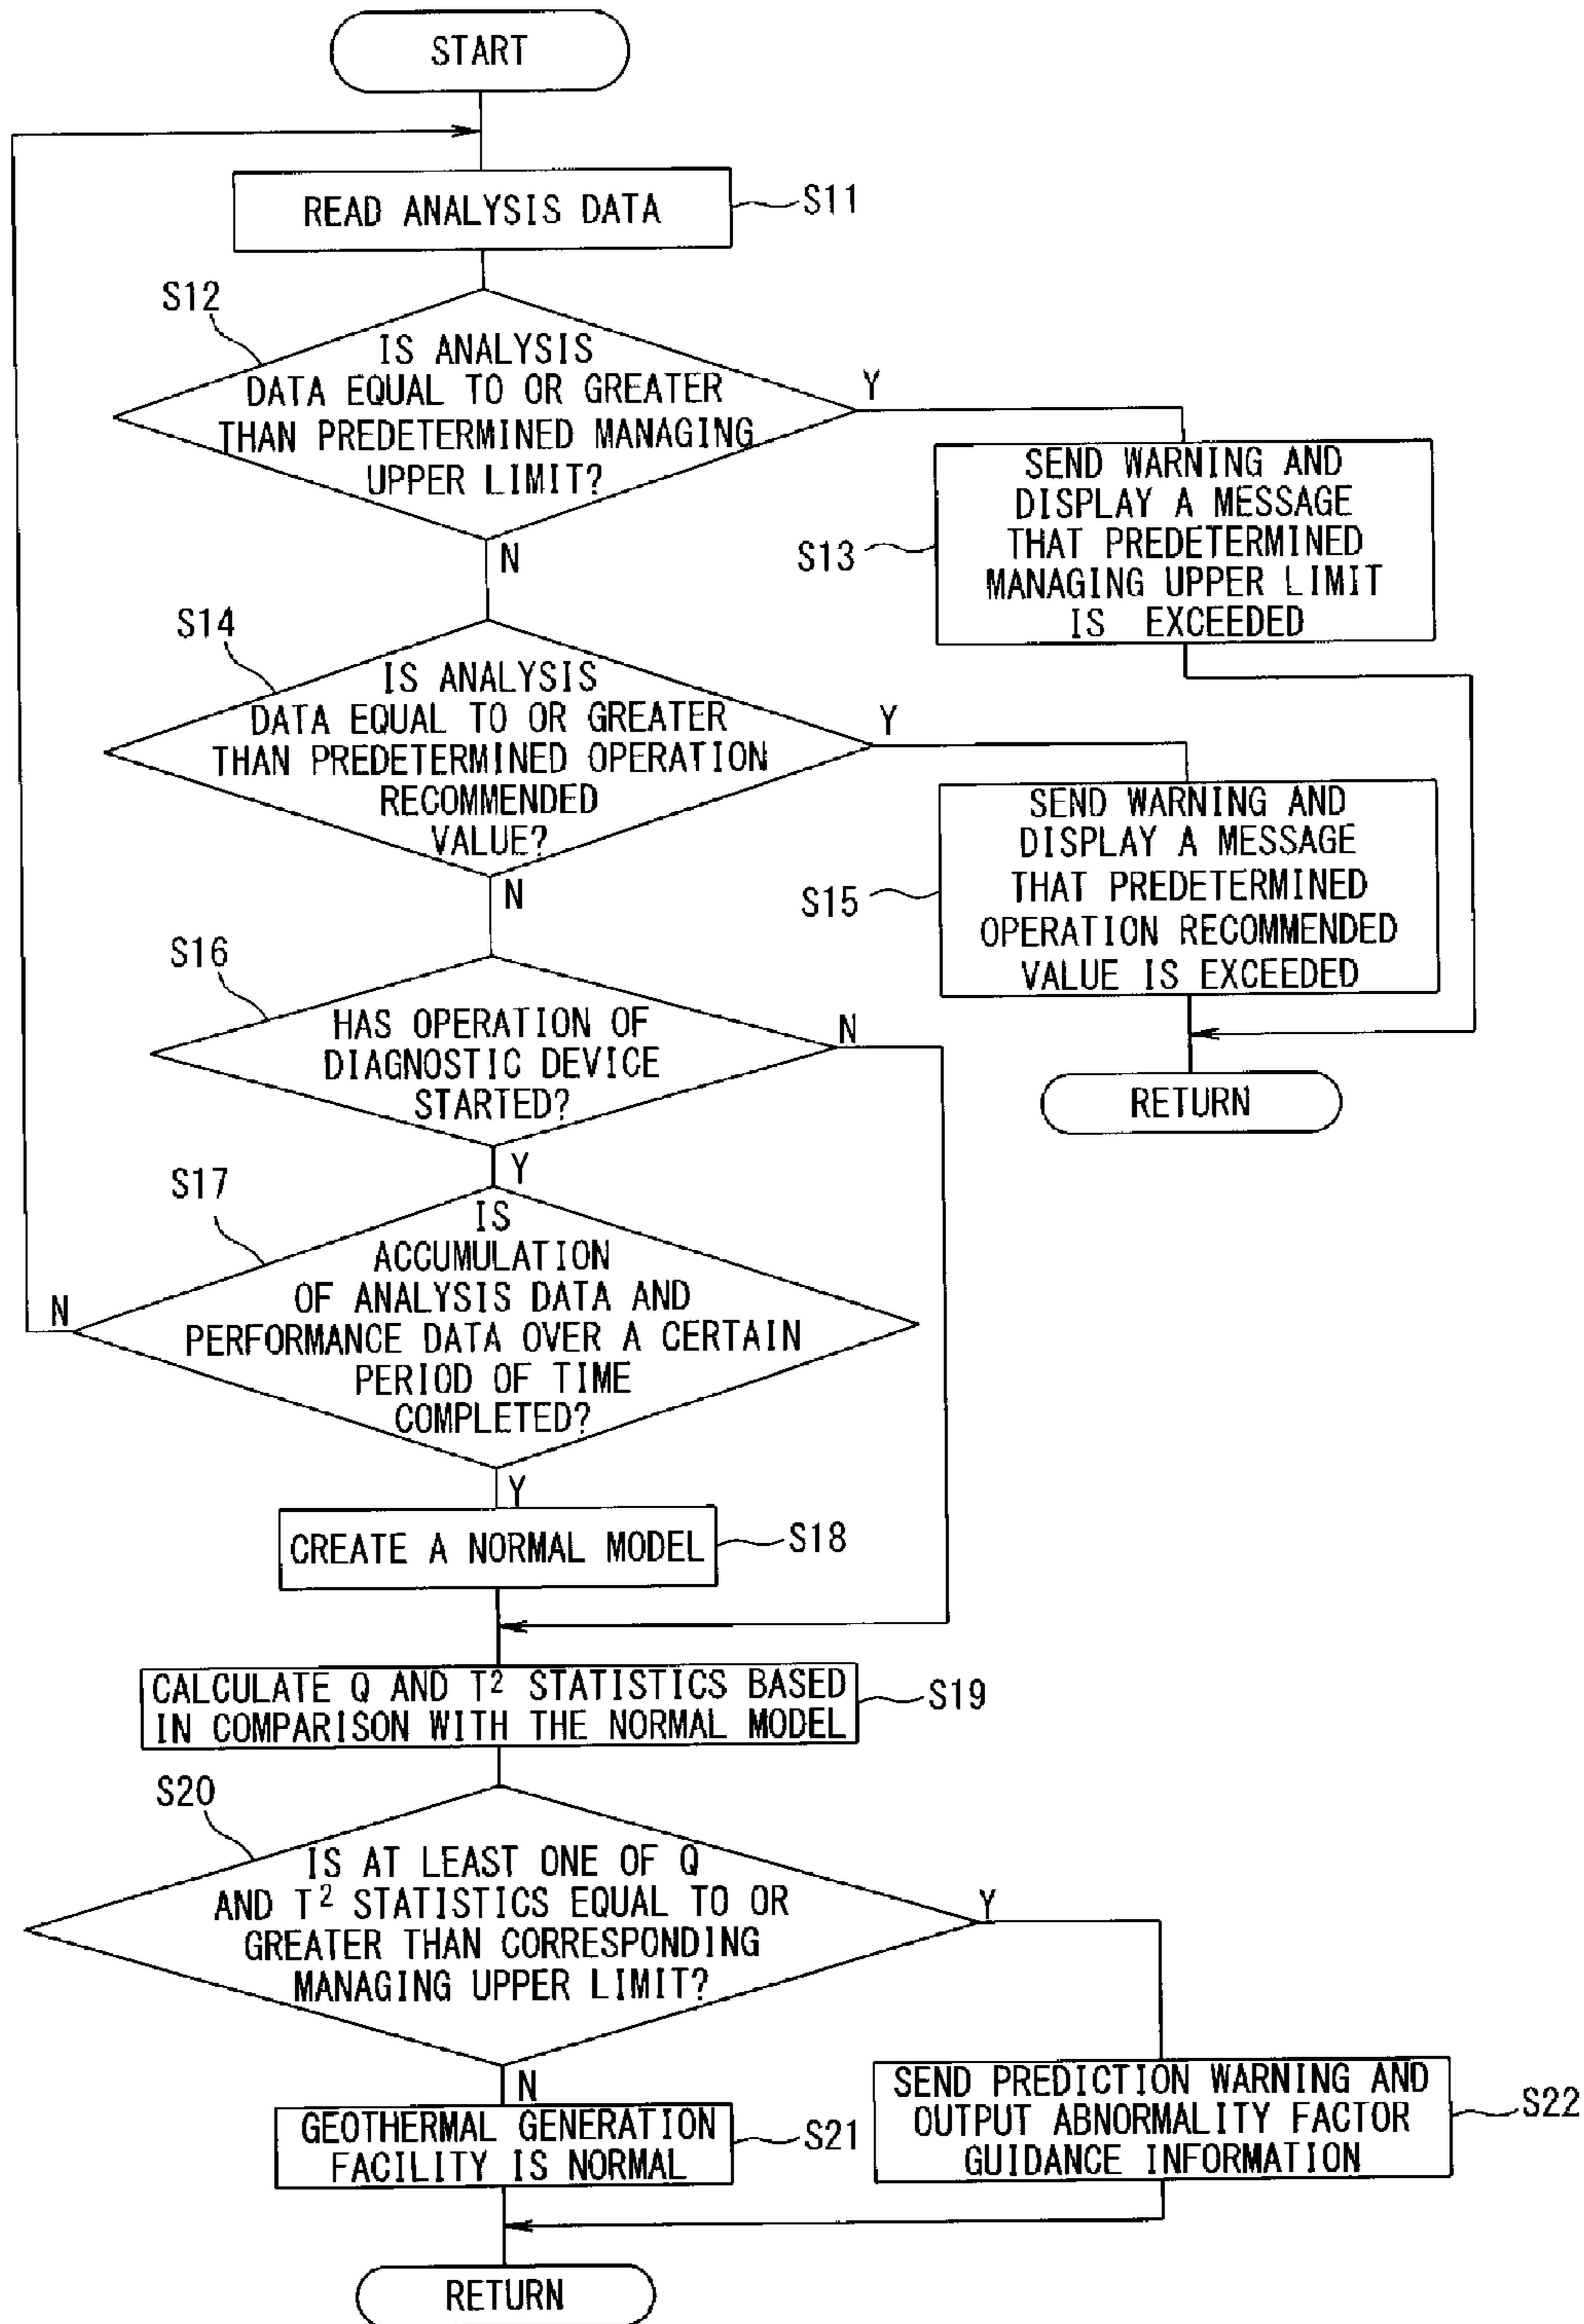 START
READ ANALYSIS DATA
S11
S12
IS ANALYSIS
DATA EQUAL TO OR GREATER
THAN PREDETERMINED MANAGING
UPPER LIMIT?
Y
N
SEND WARNING AND
DISPLAY A MESSAGE
THAT PREDETERMINED
MANAGING UPPER LIMIT
IS EXCEEDED
S13
S14
IS ANALYSIS
DATA EQUAL TO OR GREATER
THAN PREDETERMINED OPERATION
RECOMMENDED
VALUE?
Y
N
SEND WARNING AND
DISPLAY A MESSAGE
THAT PREDETERMINED
OPERATION RECOMMENDED
VALUE IS EXCEEDED
S15
RETURN
S16
HAS OPERATION OF
DIAGNOSTIC DEVICE
STARTED?
N
Y
S17
IS
ACCUMULATION
OF ANALYSIS DATA AND
PERFORMANCE DATA OVER A CERTAIN
PERIOD OF TIME
COMPLETED?
N
Y
CREATE A NORMAL MODEL
S18
CALCULATE Q AND T² STATISTICS BASED
IN COMPARISON WITH THE NORMAL MODEL
S19
S20
IS AT LEAST ONE OF Q
AND T² STATISTICS EQUAL TO OR
GREATER THAN CORRESPONDING
MANAGING UPPER LIMIT?
Y
N
GEOTHERMAL GENERATION
FACILITY IS NORMAL
S21
SEND PREDICTION WARNING AND
OUTPUT ABNORMALITY FACTOR
GUIDANCE INFORMATION
S22
RETURN